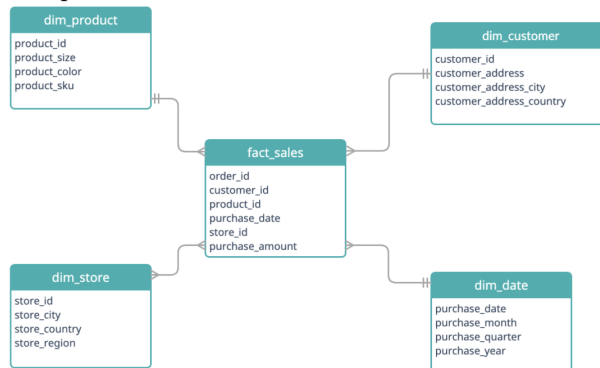 dim_product
product_id
product_size
product_color
product_sku
dim_customer
customer_id
customer_address
customer_address_city
customer_address_country
fact_sales
order_id
customer_id
product_id
purchase_date
store_id
purchase_amount
dim_store
store_id
store_city
store_country
store_region
dim_date
purchase_date
purchase_month
purchase_quarter
purchase_year